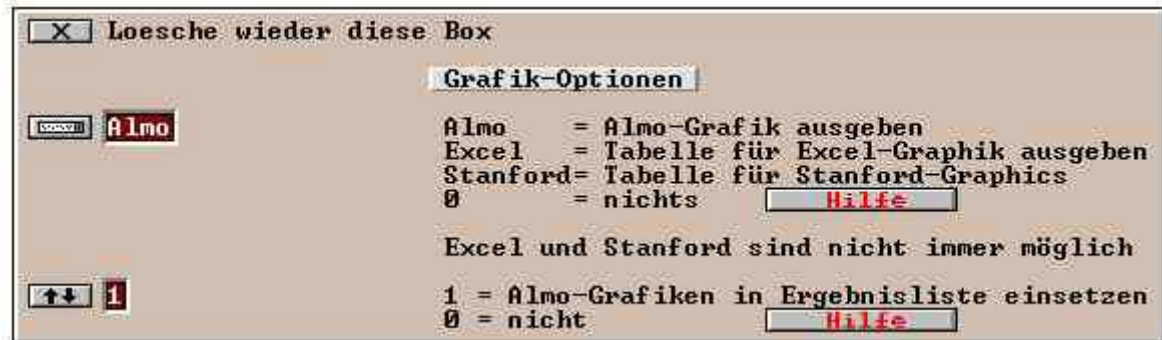 X Loesche wieder diese Box
Grafik-Optionen
Almo Almo = Almo-Grafik ausgeben
Excel = Tabelle für Excel-Graphik ausgeben
Stanford= Tabelle für Stanford-Graphics
0 = nichts Hilfe
Excel und Stanford sind nicht immer möglich
1 1 = Almo-Grafiken in Ergebnisliste einsetzen
0 = nicht Hilfe